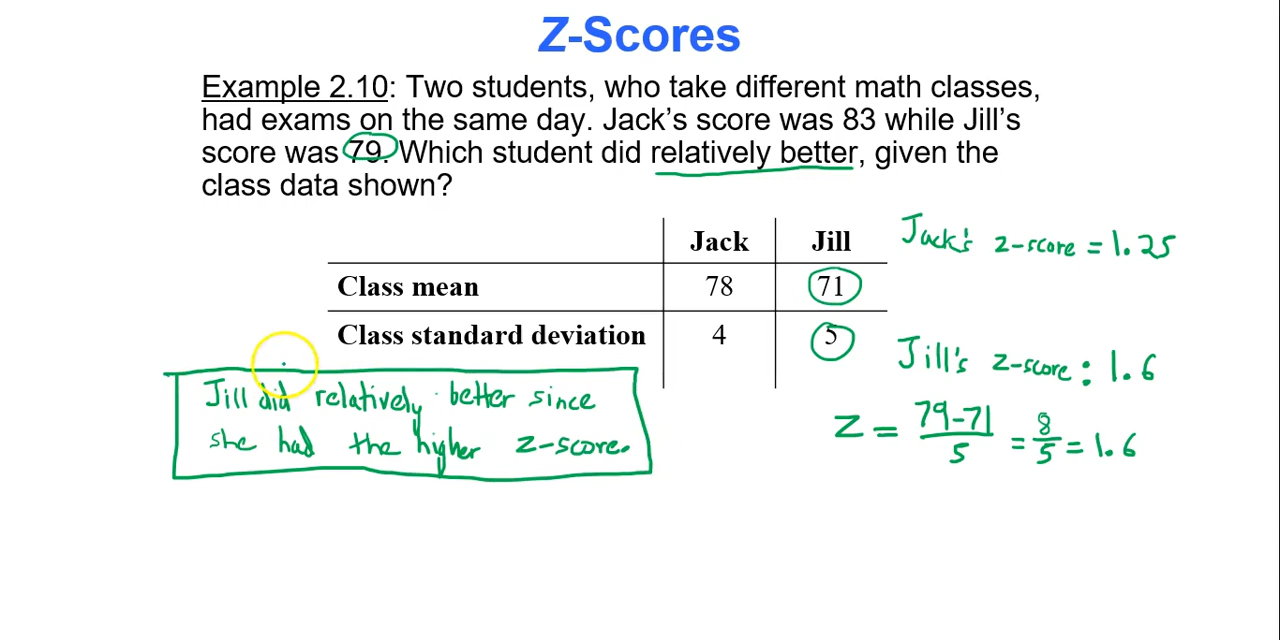 Z-Scores
Example 2.10: Two students, who take different math classes,
had exams on the same day. Jack's score was 83 while Jill's
score was 79. Which student did relatively better, given the
class data shown?
Jack Jill
Class mean 78 71
Class standard deviation 4 5
Jack's z-score = 1.25
Jill's z-score : 1.6
Z = 79-71 / 5 = 8/5 = 1.6
Jill did relatively better since
she had the higher z-score.